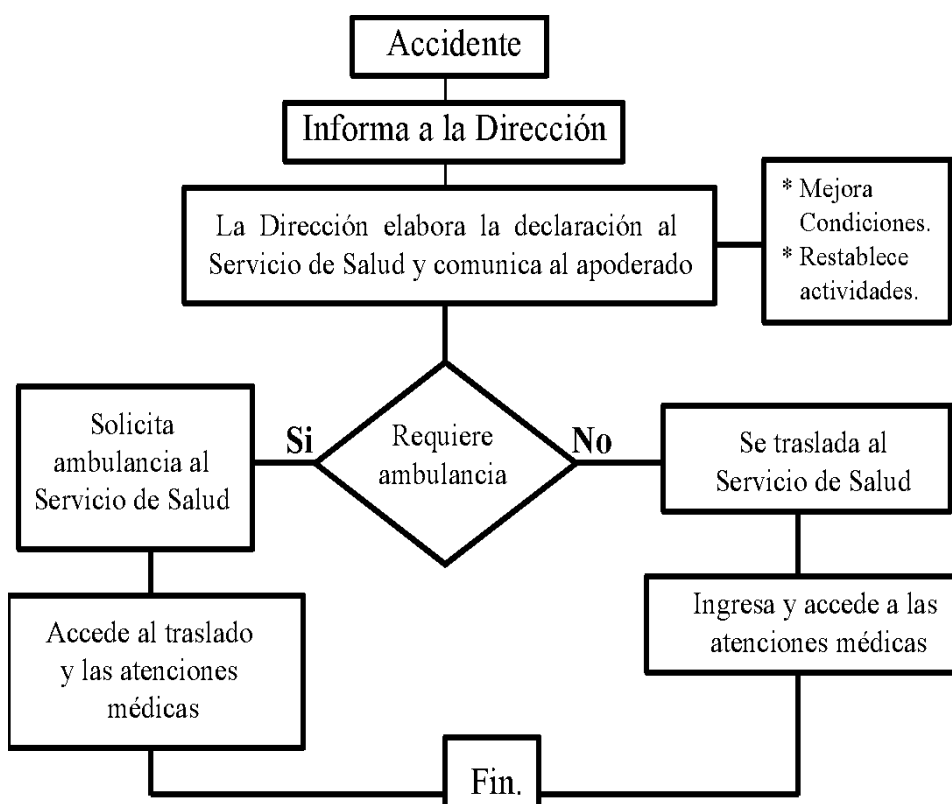 Accidente
Informa a la Dirección
La Dirección elabora la declaración al
Servicio de Salud y comunica al apoderado
* Mejora
Condiciones.
* Restablece
actividades.
Requiere
ambulancia
Si
No
Solicita
ambulancia al
Servicio de Salud
Se traslada al
Servicio de Salud
Accede al traslado
y las atenciones
médicas
Ingresa y accede a las
atenciones médicas
Fin.